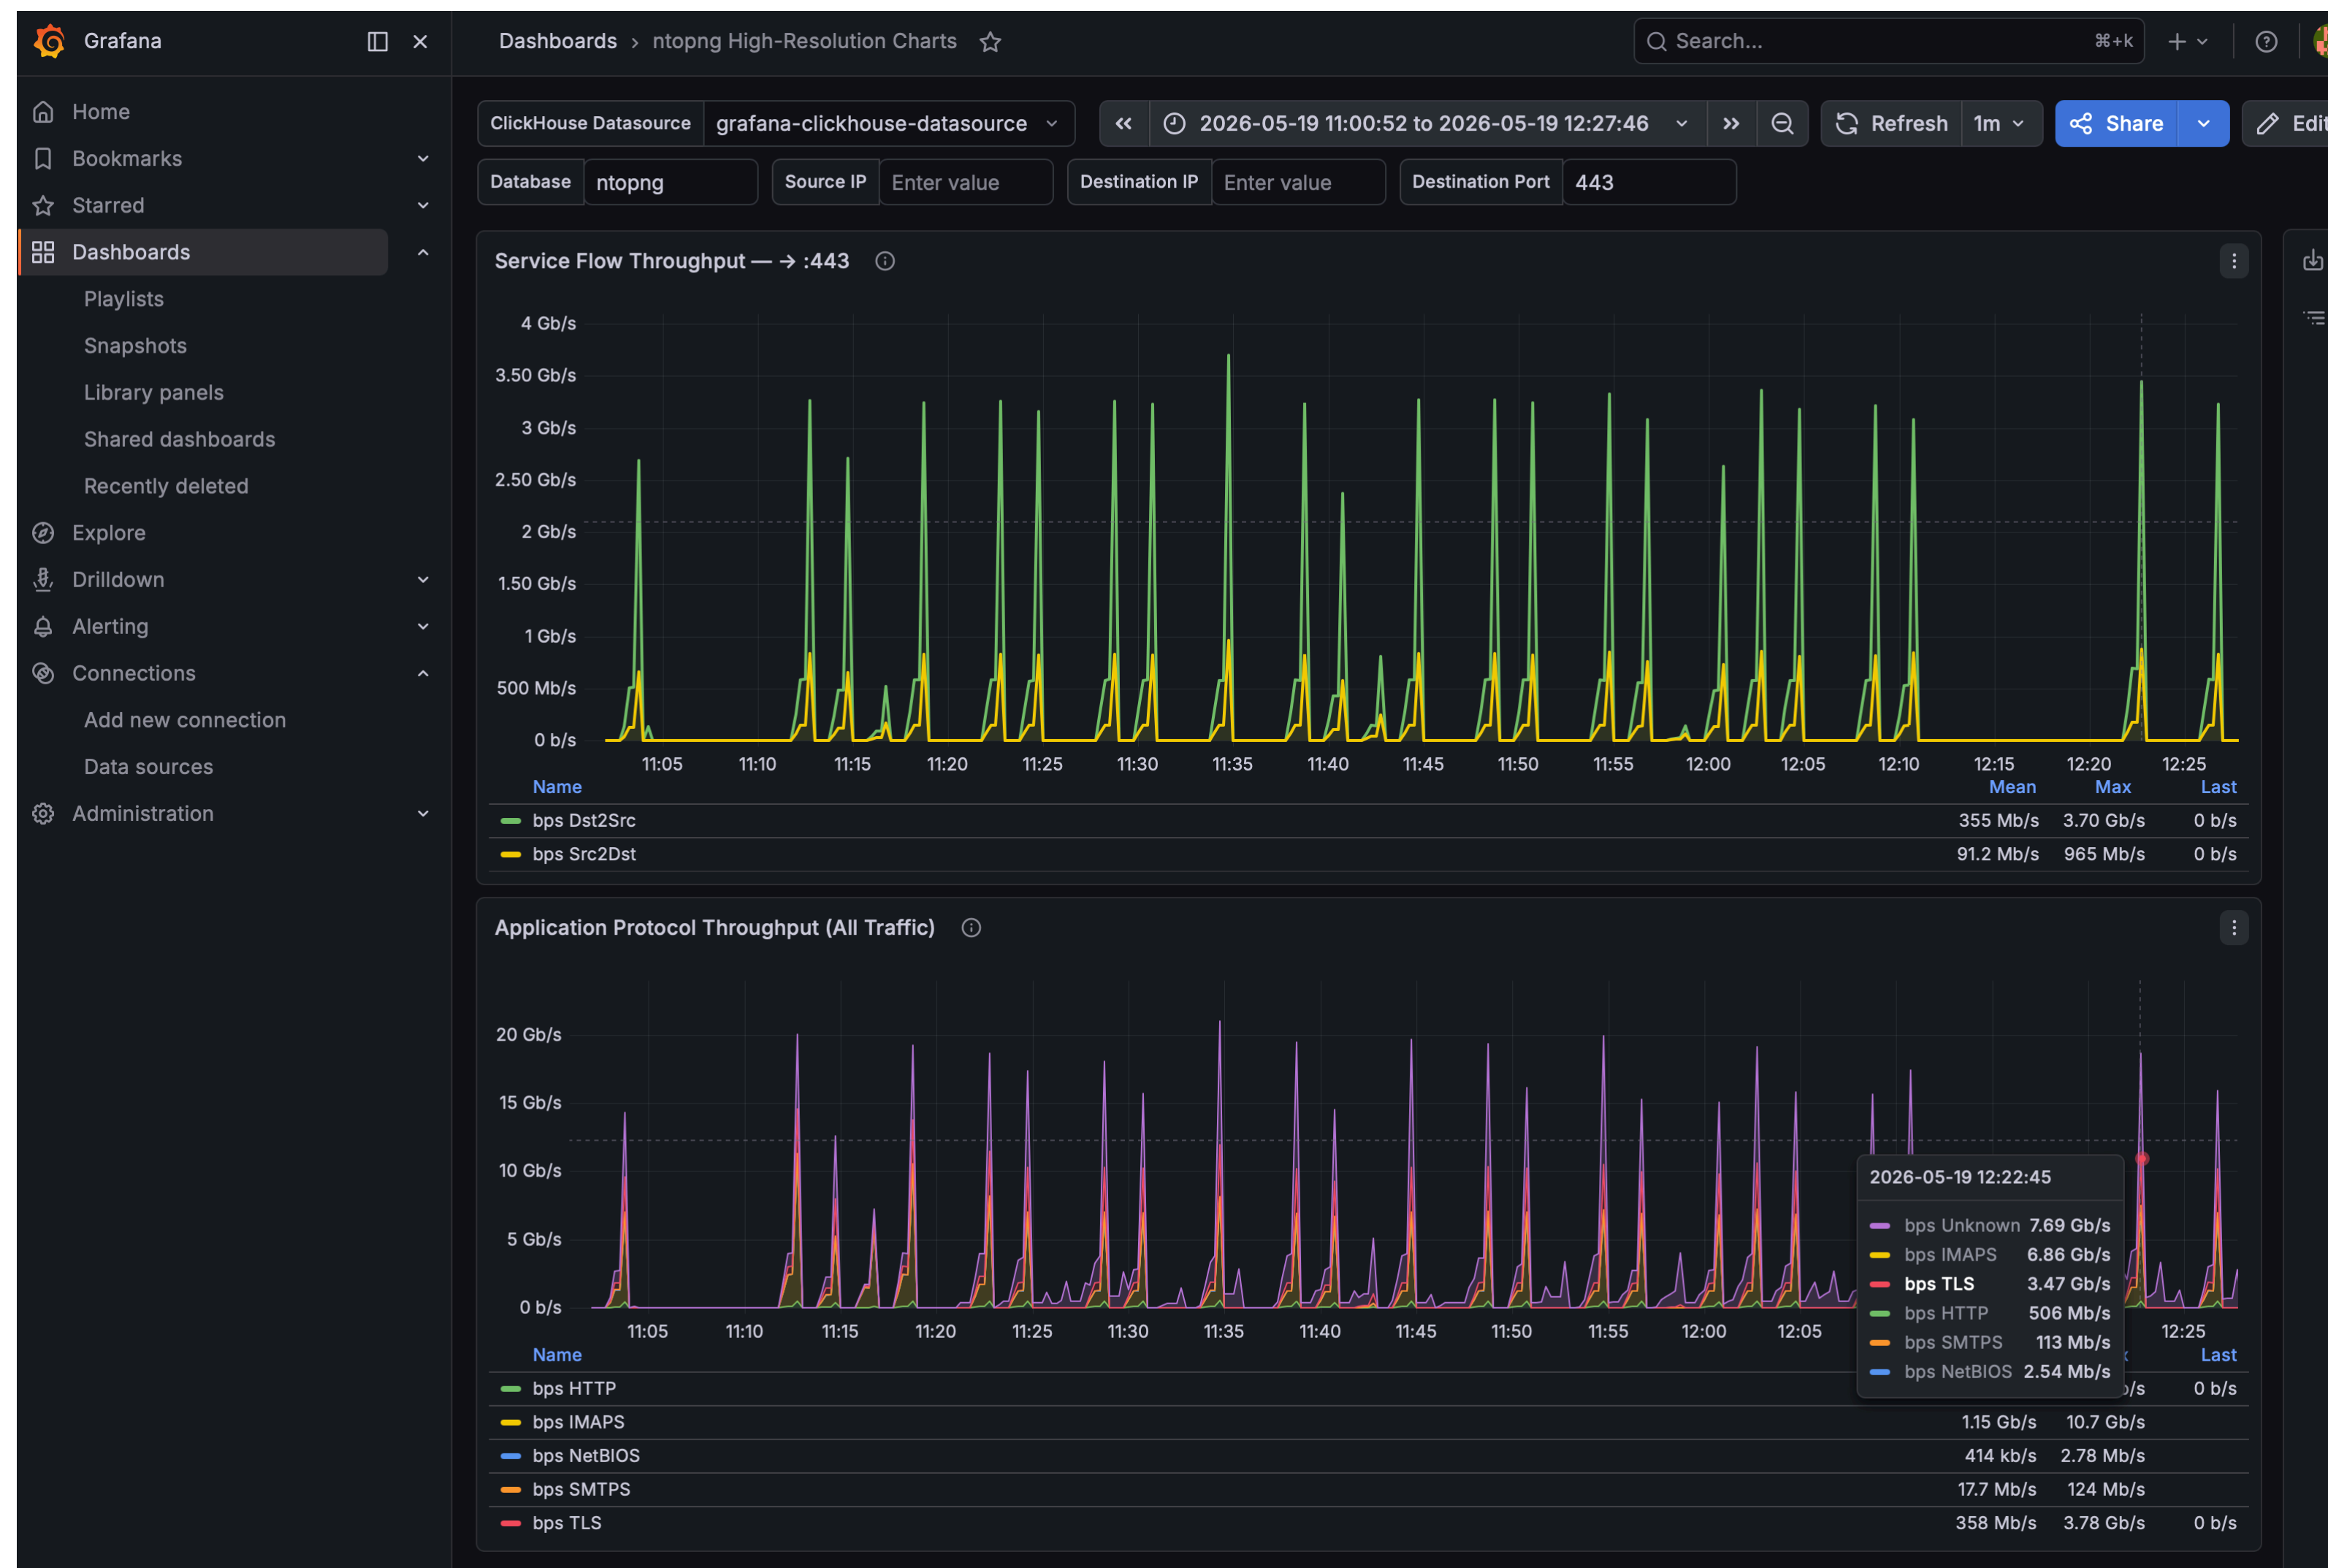 Grafana
Dashboards › ntopng High-Resolution Charts
Search...
⌘+k
Home
Bookmarks
Starred
Dashboards
Playlists
Snapshots
Library panels
Shared dashboards
Recently deleted
Explore
Drilldown
Alerting
Connections
Add new connection
Data sources
Administration
ClickHouse Datasource grafana-clickhouse-datasource
2026-05-19 11:00:52 to 2026-05-19 12:27:46
Refresh 1m
Share
Database ntopng
Source IP Enter value
Destination IP Enter value
Destination Port 443
Service Flow Throughput — → :443
4 Gb/s
3.50 Gb/s
3 Gb/s
2.50 Gb/s
2 Gb/s
1.50 Gb/s
1 Gb/s
500 Mb/s
0 b/s
11:05 11:10 11:15 11:20 11:25 11:30 11:35 11:40 11:45 11:50 11:55 12:00 12:05 12:10 12:15 12:20 12:25
Name Mean Max Last
bps Dst2Src 355 Mb/s 3.70 Gb/s 0 b/s
bps Src2Dst 91.2 Mb/s 965 Mb/s 0 b/s
Application Protocol Throughput (All Traffic)
20 Gb/s
15 Gb/s
10 Gb/s
5 Gb/s
0 b/s
11:05 11:10 11:15 11:20 11:25 11:30 11:35 11:40 11:45 11:50 11:55 12:00 12:05 12:25
2026-05-19 12:22:45
bps Unknown 7.69 Gb/s
bps IMAPS 6.86 Gb/s
bps TLS 3.47 Gb/s
bps HTTP 506 Mb/s
bps SMTPS 113 Mb/s
bps NetBIOS 2.54 Mb/s
Name Last
bps HTTP 0 b/s
bps IMAPS 1.15 Gb/s 10.7 Gb/s
bps NetBIOS 414 kb/s 2.78 Mb/s
bps SMTPS 17.7 Mb/s 124 Mb/s
bps TLS 358 Mb/s 3.78 Gb/s 0 b/s